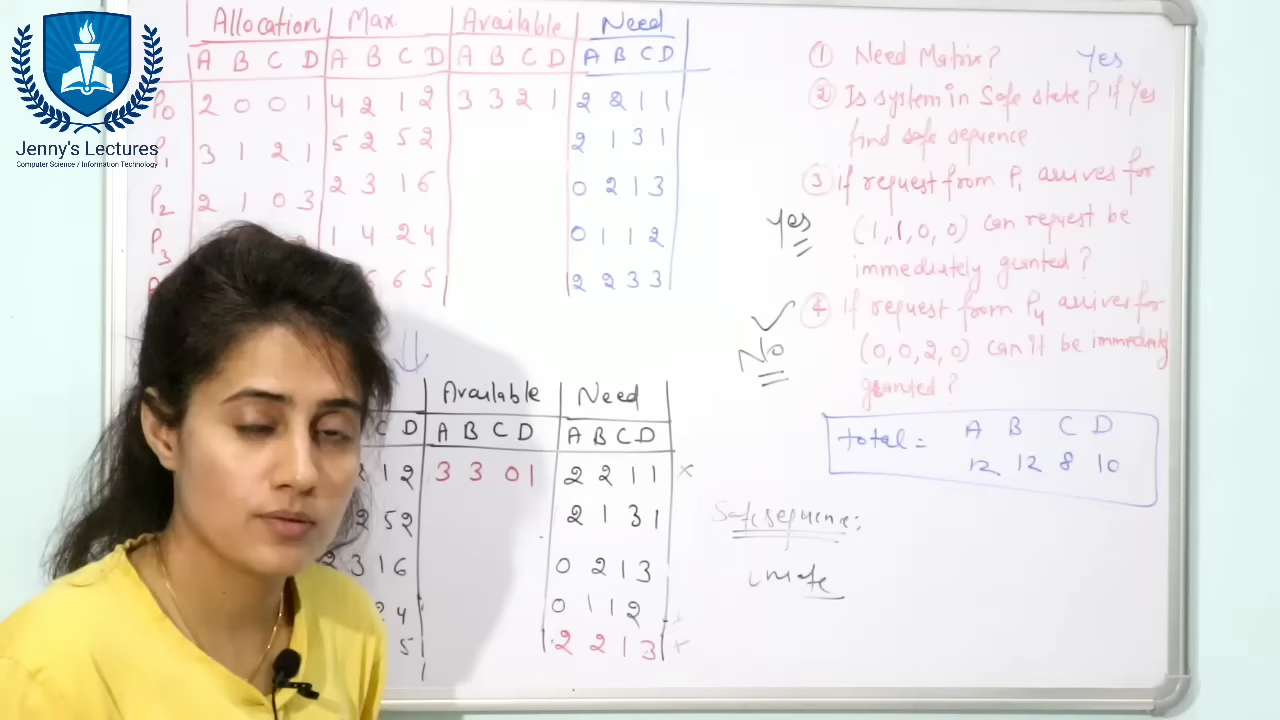 Jenny's Lectures
Computer Science / Information Technology
Allocation Max Available Need
A B C D A B C D A B C D A B C D
P0 2 0 0 1 4 2 1 2 3 3 2 1 2 2 1 1
P1 3 1 2 1 5 2 5 2 2 1 3 1
P2 2 1 0 3 2 3 1 6 0 2 1 3
P3 1 4 2 4 0 1 1 2
6 6 5 2 2 3 3
① Need Matrix? Yes
② Is system in Safe state? if Yes
find safe sequence
③ If request from P1 arrives for
(1, 1, 0, 0) can request be
immediately granted?
Yes
④ If request from P4 arrives for
(0, 0, 2, 0) can it be immediately
granted?
No
total = A B C D
12 12 8 10
Available Need
C D A B C D A B C D
1 2 3 3 0 1 2 2 1 1 ×
2 5 2 2 1 3 1
2 3 1 6 0 2 1 3
2 4 0 1 1 2
5 2 2 1 3 ×
Safe sequence:
unsafe